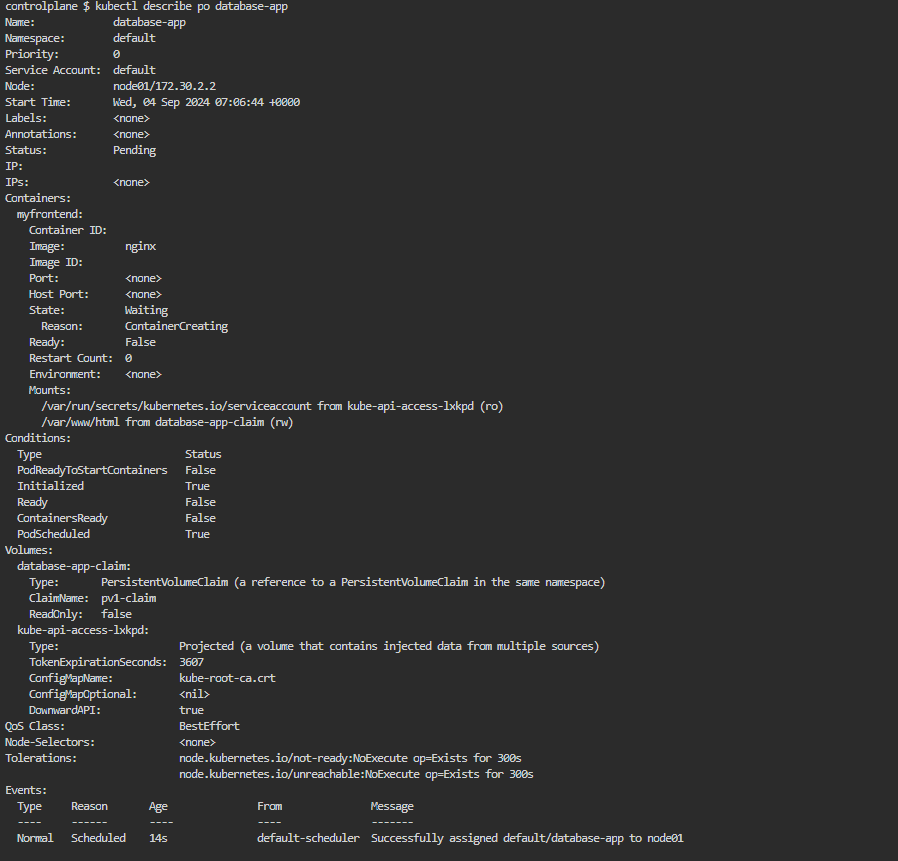 controlplane $ kubectl describe po database-app
Name:             database-app
Namespace:        default
Priority:         0
Service Account:  default
Node:             node01/172.30.2.2
Start Time:       Wed, 04 Sep 2024 07:06:44 +0000
Labels:           <none>
Annotations:      <none>
Status:           Pending
IP:
IPs:              <none>
Containers:
  myfrontend:
    Container ID:
    Image:          nginx
    Image ID:
    Port:           <none>
    Host Port:      <none>
    State:          Waiting
      Reason:       ContainerCreating
    Ready:          False
    Restart Count:  0
    Environment:    <none>
    Mounts:
      /var/run/secrets/kubernetes.io/serviceaccount from kube-api-access-lxkpd (ro)
      /var/www/html from database-app-claim (rw)
Conditions:
  Type                        Status
  PodReadyToStartContainers   False
  Initialized                 True
  Ready                       False
  ContainersReady             False
  PodScheduled                True
Volumes:
  database-app-claim:
    Type:       PersistentVolumeClaim (a reference to a PersistentVolumeClaim in the same namespace)
    ClaimName:  pv1-claim
    ReadOnly:   false
  kube-api-access-lxkpd:
    Type:                    Projected (a volume that contains injected data from multiple sources)
    TokenExpirationSeconds:  3607
    ConfigMapName:           kube-root-ca.crt
    ConfigMapOptional:       <nil>
    DownwardAPI:             true
QoS Class:                   BestEffort
Node-Selectors:              <none>
Tolerations:                 node.kubernetes.io/not-ready:NoExecute op=Exists for 300s
                             node.kubernetes.io/unreachable:NoExecute op=Exists for 300s
Events:
  Type    Reason     Age            From               Message
  ----    ------     ----           ----               -------
  Normal  Scheduled  14s            default-scheduler  Successfully assigned default/database-app to node01